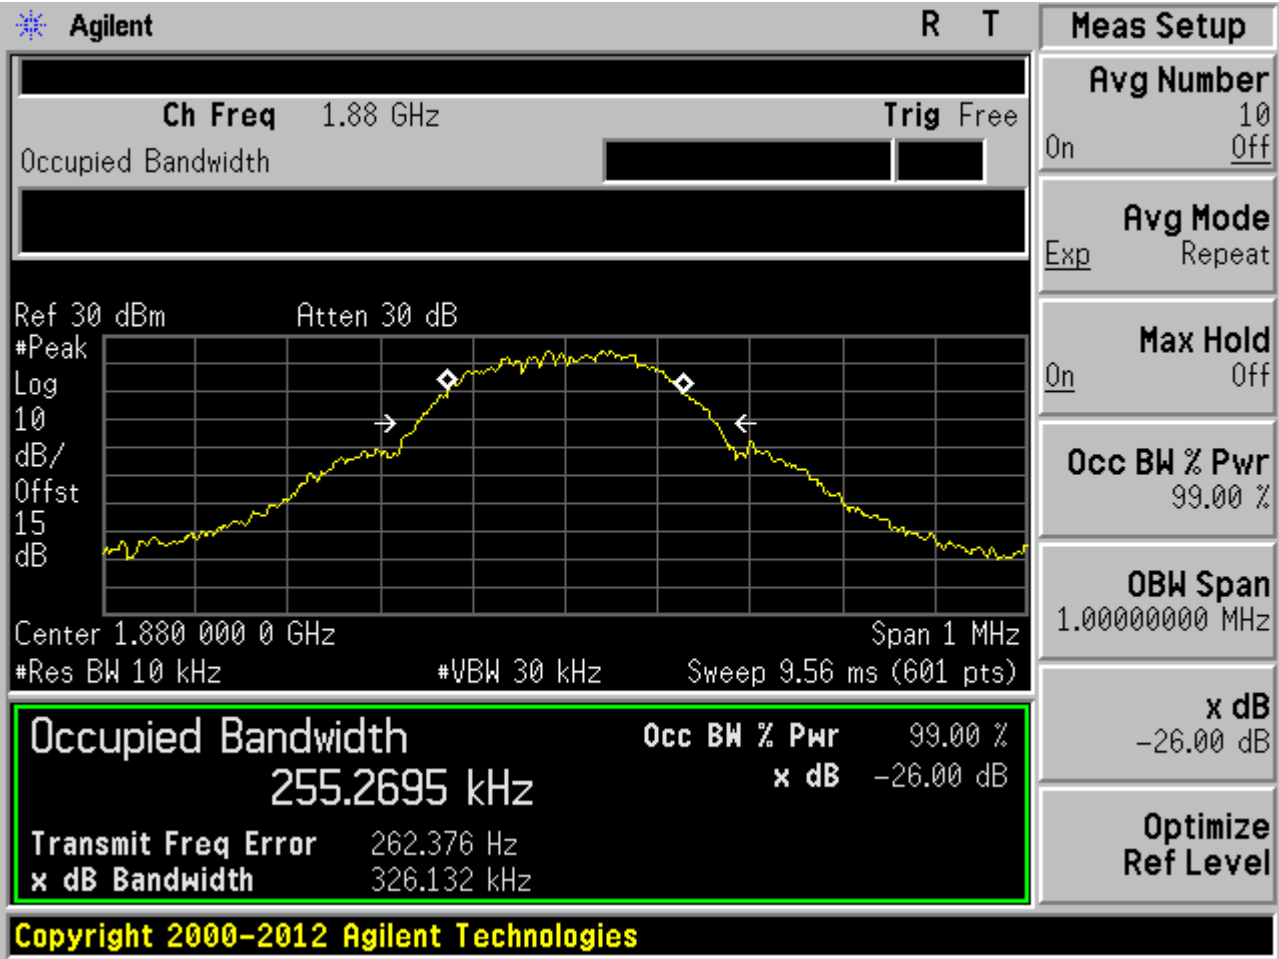 Agilent R T Meas Setup
Ch Freq 1.88 GHz Trig Free
Occupied Bandwidth
Avg Number
10
On Off
Avg Mode
Exp Repeat
Max Hold
On Off
Occ BW % Pwr
99.00 %
OBW Span
1.00000000 MHz
x dB
-26.00 dB
Optimize
Ref Level
Ref 30 dBm Atten 30 dB
#Peak
Log
10
dB/
Offst
15
dB
Center 1.880 000 0 GHz Span 1 MHz
#Res BW 10 kHz #VBW 30 kHz Sweep 9.56 ms (601 pts)
Occupied Bandwidth Occ BW % Pwr 99.00 %
255.2695 kHz x dB -26.00 dB
Transmit Freq Error 262.376 Hz
x dB Bandwidth 326.132 kHz
Copyright 2000-2012 Agilent Technologies